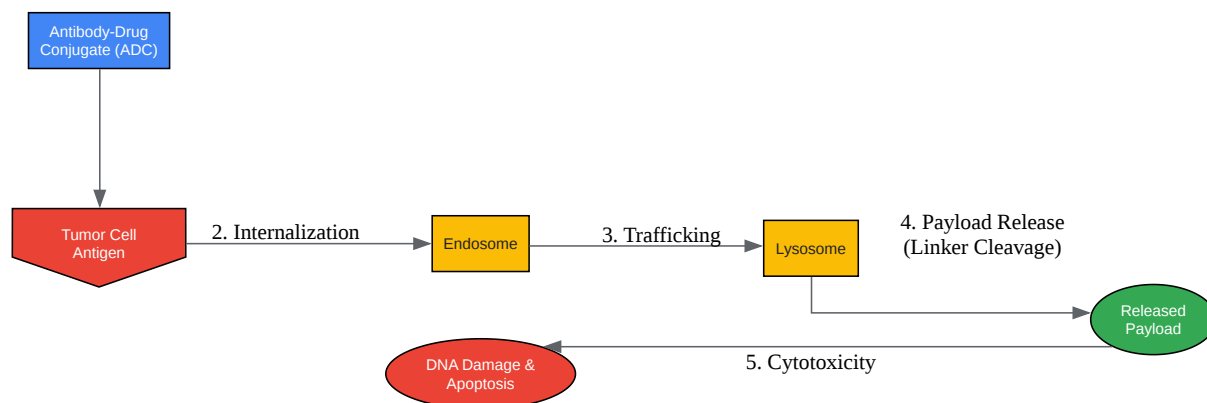 Antibody-Drug
Conjugate (ADC)
Tumor Cell
Antigen
2. Internalization
Endosome
3. Trafficking
Lysosome
4. Payload Release
(Linker Cleavage)
Released
Payload
5. Cytotoxicity
DNA Damage &
Apoptosis